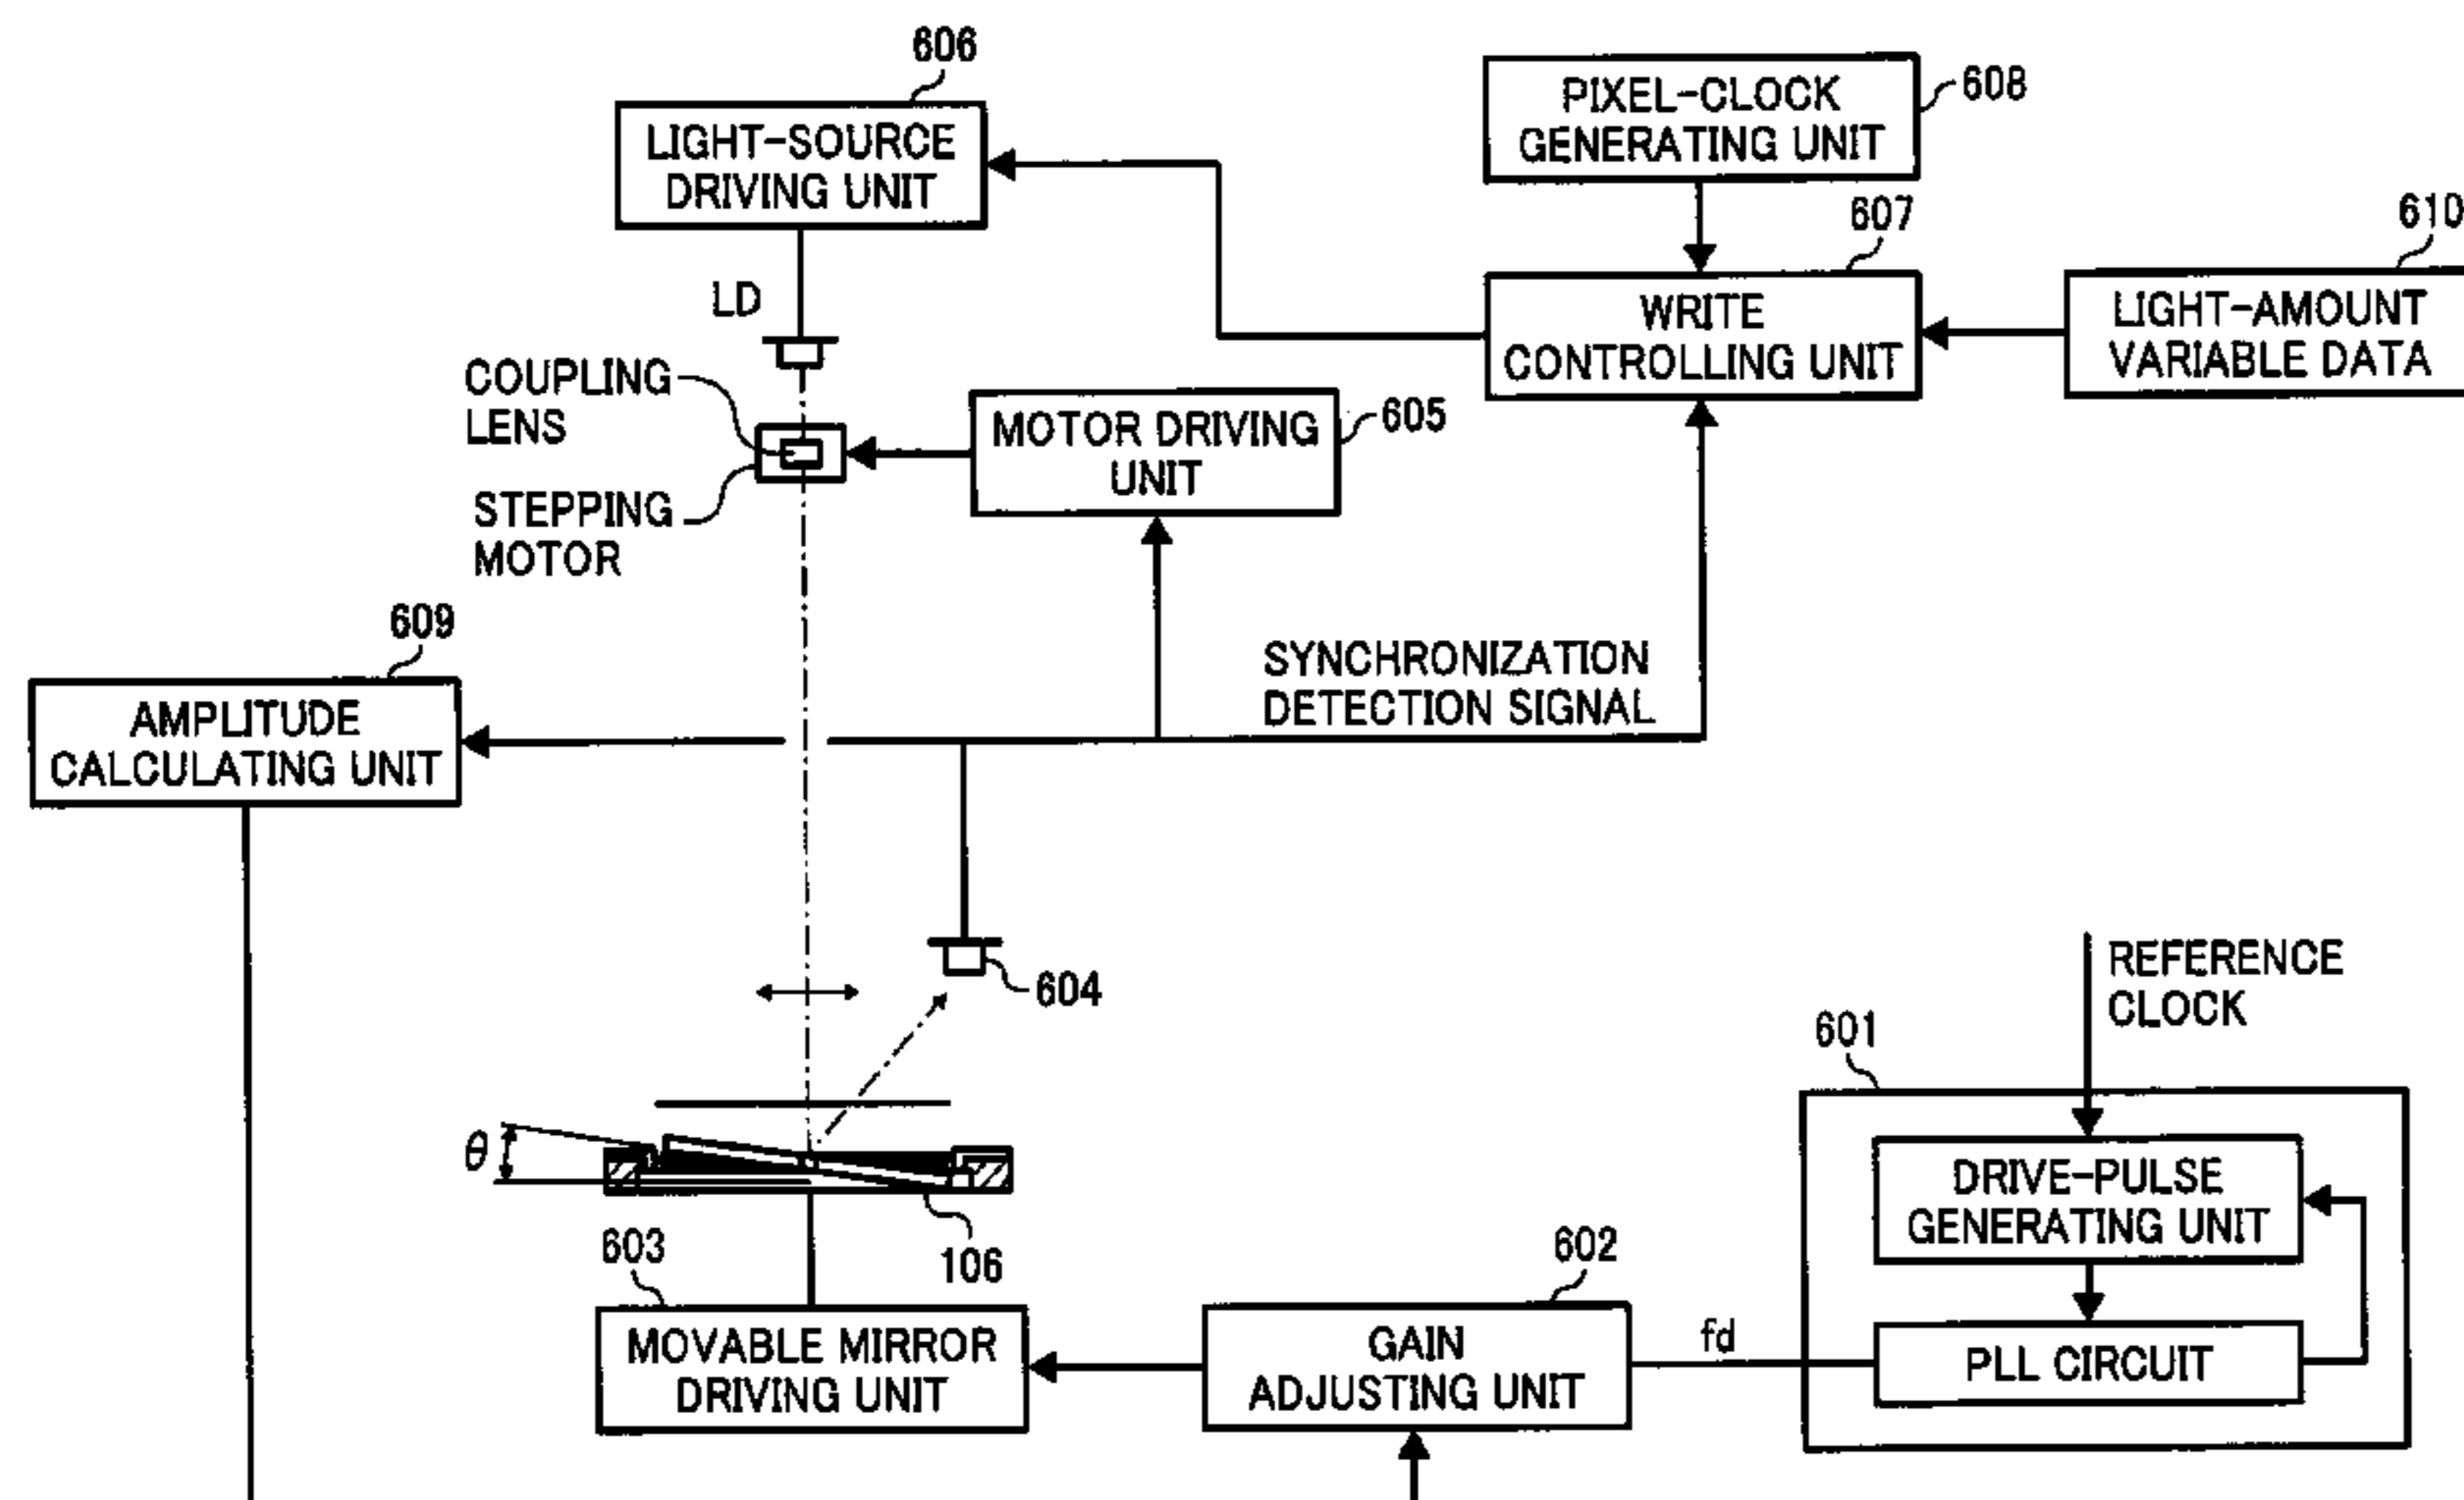 606
LIGHT-SOURCE
DRIVING UNIT
PIXEL-CLOCK
GENERATING UNIT
608
607
610
LD
WRITE
CONTROLLING UNIT
LIGHT-AMOUNT
VARIABLE DATA
COUPLING
LENS
MOTOR DRIVING
UNIT
605
STEPPING
MOTOR
609
AMPLITUDE
CALCULATING UNIT
SYNCHRONIZATION
DETECTION SIGNAL
604
REFERENCE
CLOCK
601
θ
106
DRIVE-PULSE
GENERATING UNIT
603
602
MOVABLE MIRROR
DRIVING UNIT
GAIN
ADJUSTING UNIT
fd
PLL CIRCUIT